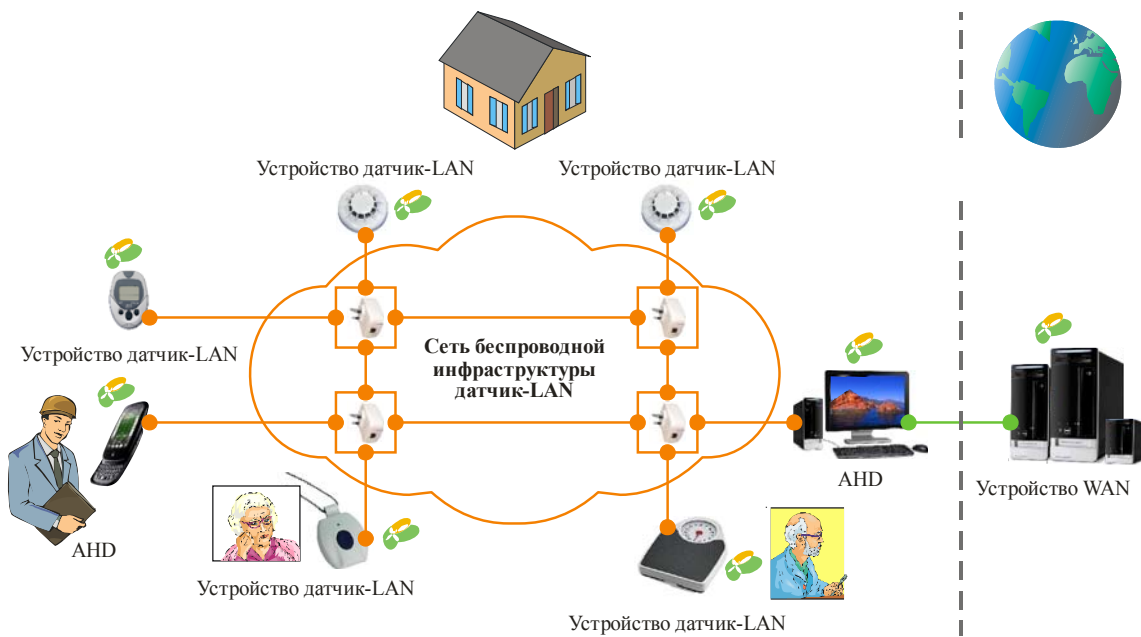 Устройство датчик-LAN
Устройство датчик-LAN
Устройство датчик-LAN
Сеть беспроводной
инфраструктуры
датчик-LAN
AHD
Устройство WAN
AHD
Устройство датчик-LAN
Устройство датчик-LAN